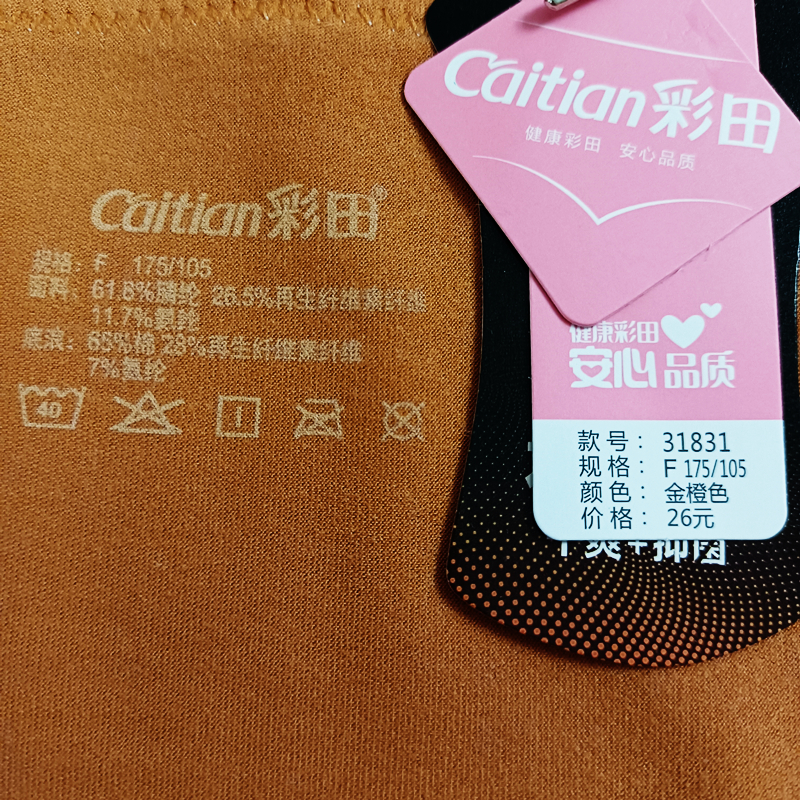 Caitian彩田®
规格：F 175/105
面料：61.8%腈纶 26.5%再生纤维素纤维
11.7%氨纶
底浪：65%棉 28%再生纤维素纤维
7%氨纶
40
Caitian彩田
健康彩田 安心品质
健康彩田
安心品质
款号：31831
规格：F 175/105
颜色：金橙色
价格：26元
爽+抑菌